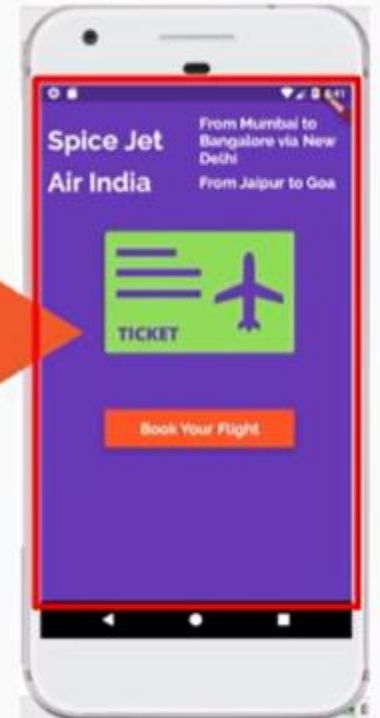 Spice Jet
From Mumbai to
Bangalore via New
Delhi
Air India
From Jaipur to Goa
TICKET
Book Your Flight